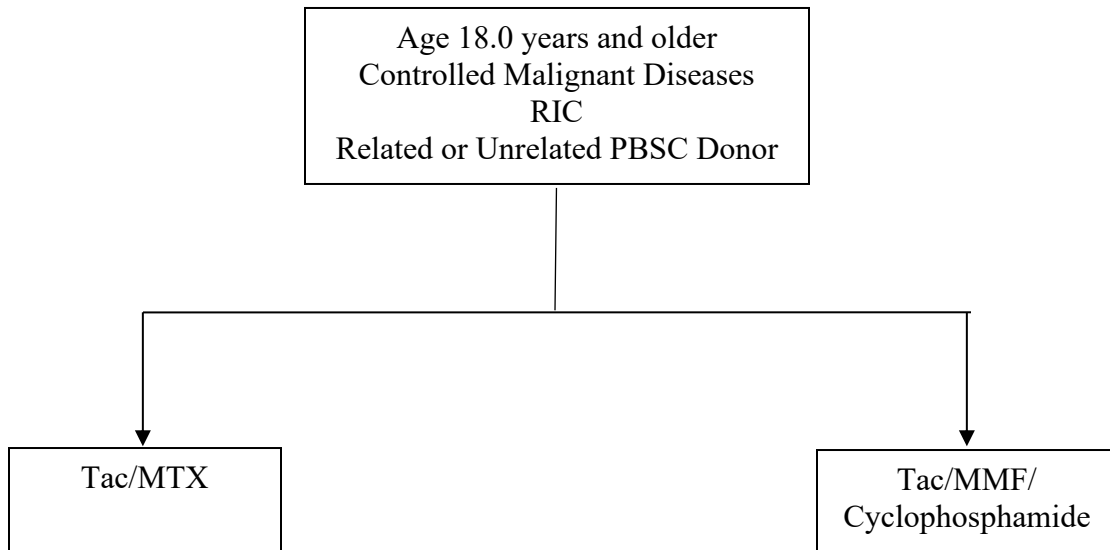 Age 18.0 years and older
Controlled Malignant Diseases
RIC
Related or Unrelated PBSC Donor
Tac/MTX
Tac/MMF/
Cyclophosphamide